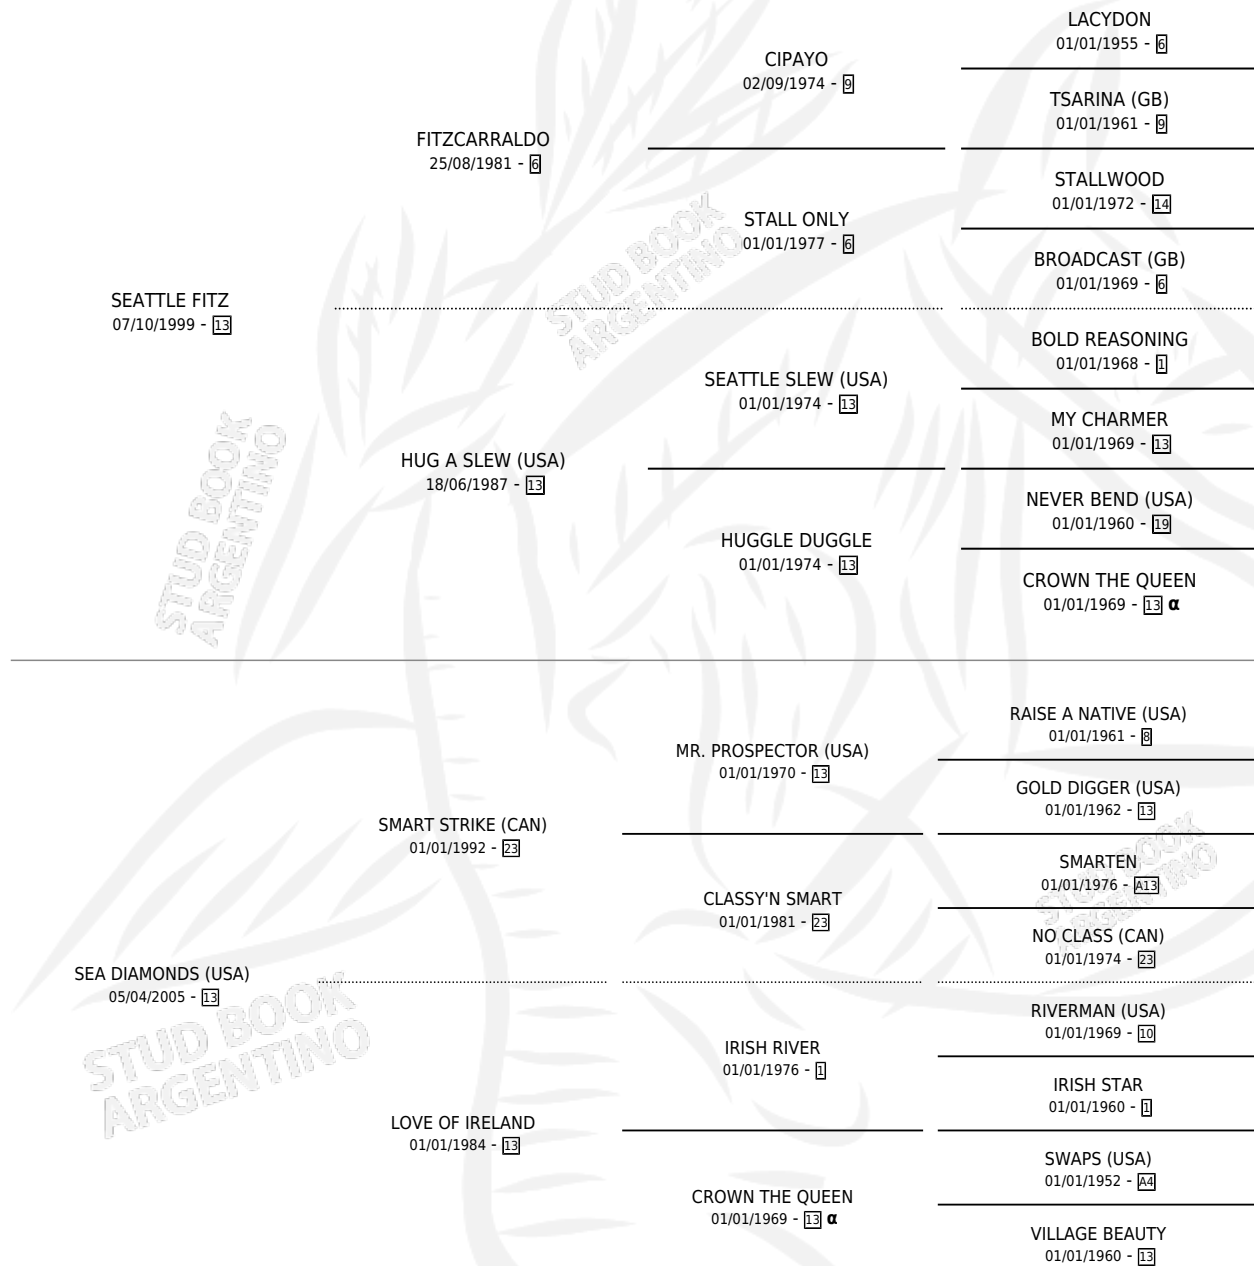 LACYDON
01/01/1955 - 6
CIPAYO
02/09/1974 - 9
TSARINA (GB)
01/01/1961 - 9
FITZCARRALDO
25/08/1981 - 6
STALLWOOD
01/01/1972 - 14
STALL ONLY
01/01/1977 - 6
BROADCAST (GB)
01/01/1969 - 6
SEATTLE FITZ
07/10/1999 - 13
BOLD REASONING
01/01/1968 - 1
SEATTLE SLEW (USA)
01/01/1974 - 13
MY CHARMER
01/01/1969 - 13
HUG A SLEW (USA)
18/06/1987 - 13
NEVER BEND (USA)
01/01/1960 - 19
HUGGLE DUGGLE
01/01/1974 - 13
CROWN THE QUEEN
01/01/1969 - 13 α
RAISE A NATIVE (USA)
01/01/1961 - 8
MR. PROSPECTOR (USA)
01/01/1970 - 13
GOLD DIGGER (USA)
01/01/1962 - 13
SMART STRIKE (CAN)
01/01/1992 - 23
SMARTEN
01/01/1976 - A13
CLASSY'N SMART
01/01/1981 - 23
NO CLASS (CAN)
01/01/1974 - 23
SEA DIAMONDS (USA)
05/04/2005 - 13
RIVERMAN (USA)
01/01/1969 - 10
IRISH RIVER
01/01/1976 - 1
IRISH STAR
01/01/1960 - 1
LOVE OF IRELAND
01/01/1984 - 13
SWAPS (USA)
01/01/1952 - A4
CROWN THE QUEEN
01/01/1969 - 13 α
VILLAGE BEAUTY
01/01/1960 - 13
STUD BOOK
ARGENTINO
STUD BOOK
ARGENTINO
STUD BOOK
ARGENTINO
STUD BOOK
ARGENTINO